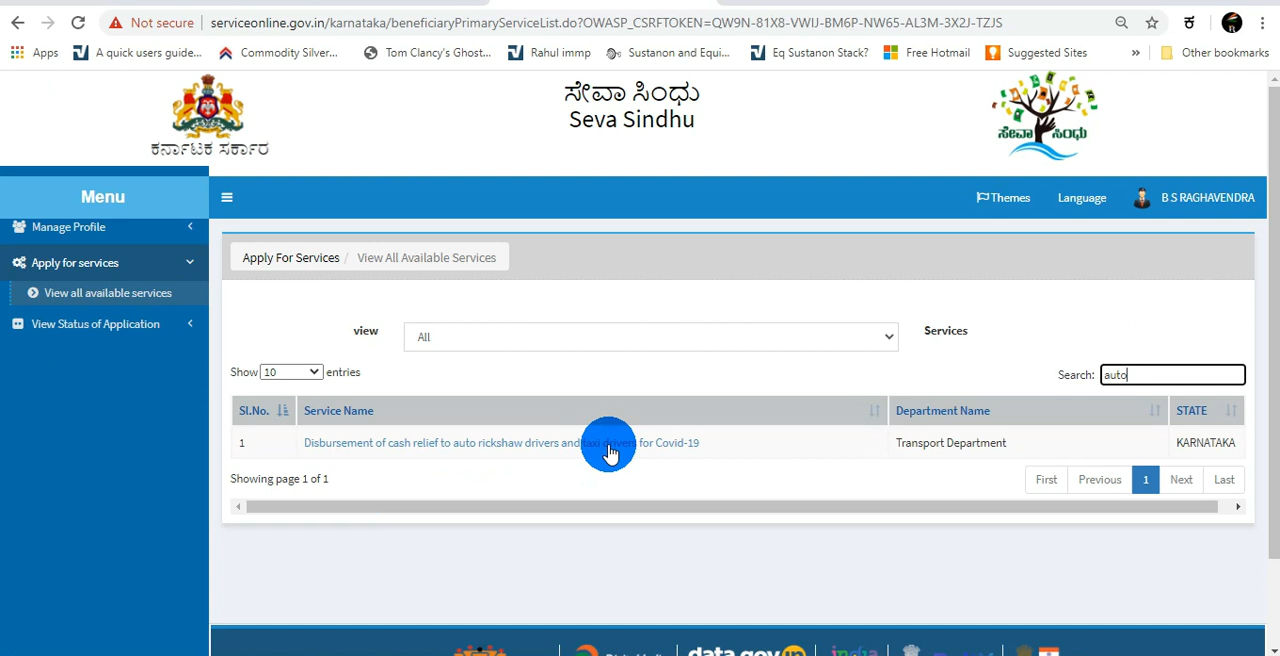 Not secure serviceonline.gov.in/karnataka/beneficiaryPrimaryServiceList.do?OWASP_CSRFTOKEN=QW9N-81X8-VWIJ-BM6P-NW65-AL3M-3X2J-TZJS ಕ
Apps A quick users guide... Commodity Silver... Tom Clancy's Ghost... Rahul immp Sustanon and Equi... Eq Sustanon Stack? Free Hotmail Suggested Sites » Other bookmarks
ಕರ್ನಾಟಕ ಸರ್ಕಾರ
ಸೇವಾ ಸಿಂಧು
Seva Sindhu
ಸೇವಾ ಸಿಂಧು
Menu
Themes Language B S RAGHAVENDRA
Manage Profile
Apply for services
View all available services
View Status of Application
Apply For Services / View All Available Services
view All Services
Show 10 entries Search: auto
Sl.No. Service Name Department Name STATE
1 Disbursement of cash relief to auto rickshaw drivers and taxi drivers for Covid-19 Transport Department KARNATAKA
Showing page 1 of 1 First Previous 1 Next Last
data.gov.in